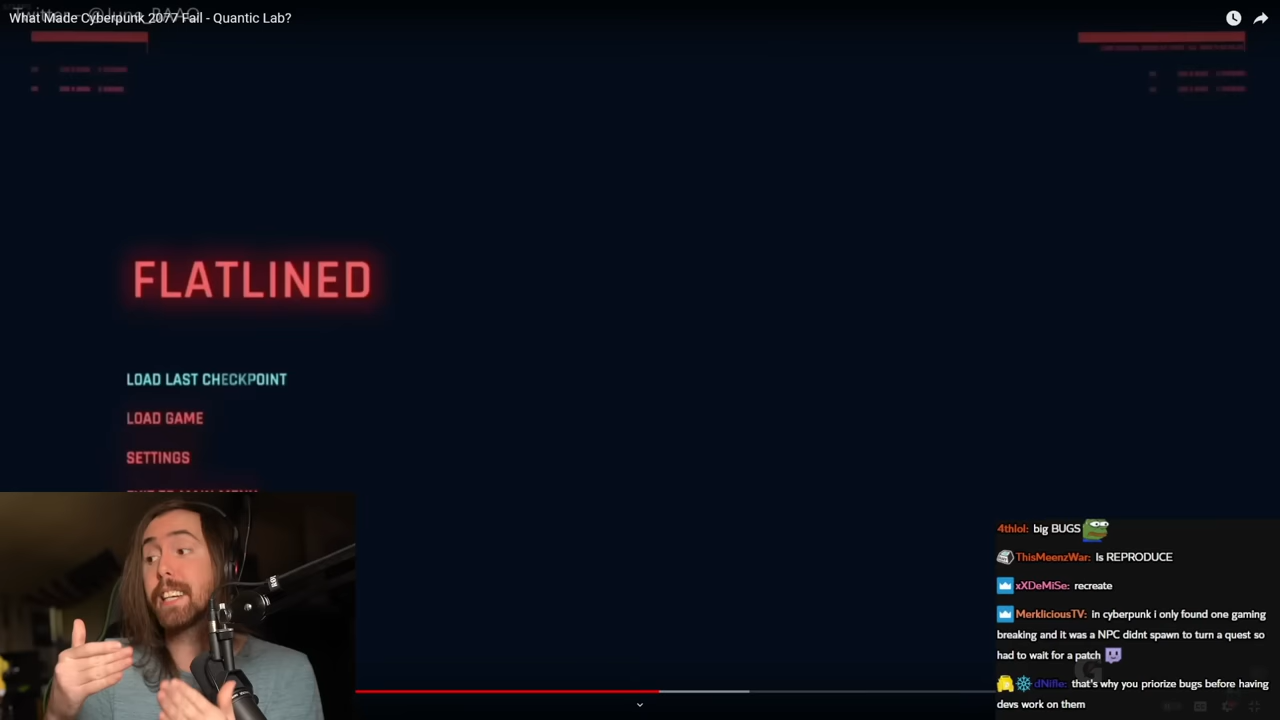 What Made Cyberpunk 2077 Fail - Quantic Lab?
FLATLINED
LOAD LAST CHECKPOINT
LOAD GAME
SETTINGS
4thlol: big BUGS
ThisMeenzWar: Is REPRODUCE
xXDeMiSe: recreate
MerkliciousTV: in cyberpunk i only found one gaming
breaking and it was a NPC didnt spawn to turn a quest so
had to wait for a patch
dNifle: that's why you priorize bugs before having
devs work on them